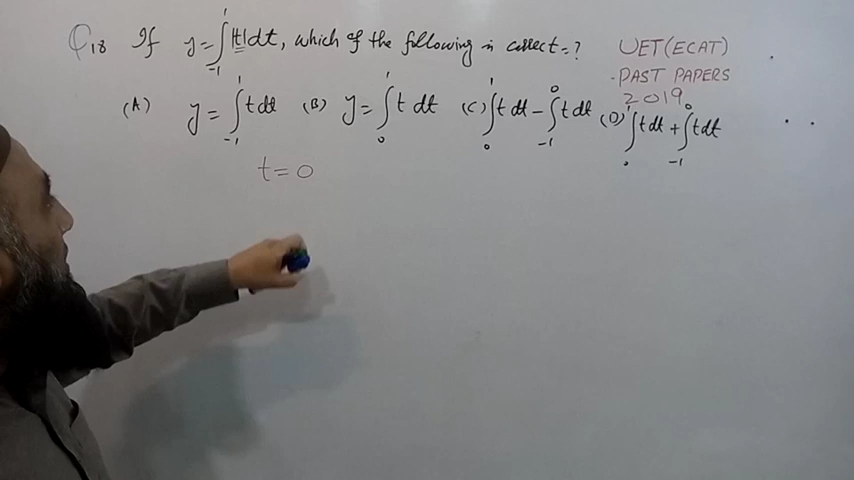 Q18 If y = ∫₋₁¹ |t| dt, which of the following is correct = ? UET (ECAT)
. PAST PAPERS
2019
(A) y = ∫₋₁¹ t dt (B) y = ∫₀¹ t dt (C) ∫₀¹ t dt - ∫₋₁⁰ t dt (D) ∫₀¹ t dt + ∫₋₁⁰ t dt
t = 0